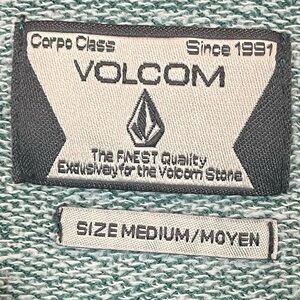 Corpo Class Since 1991
VOLCOM
The FINEST Quality
Exclusively for the Volcom Stone
SIZE MEDIUM/MOYEN